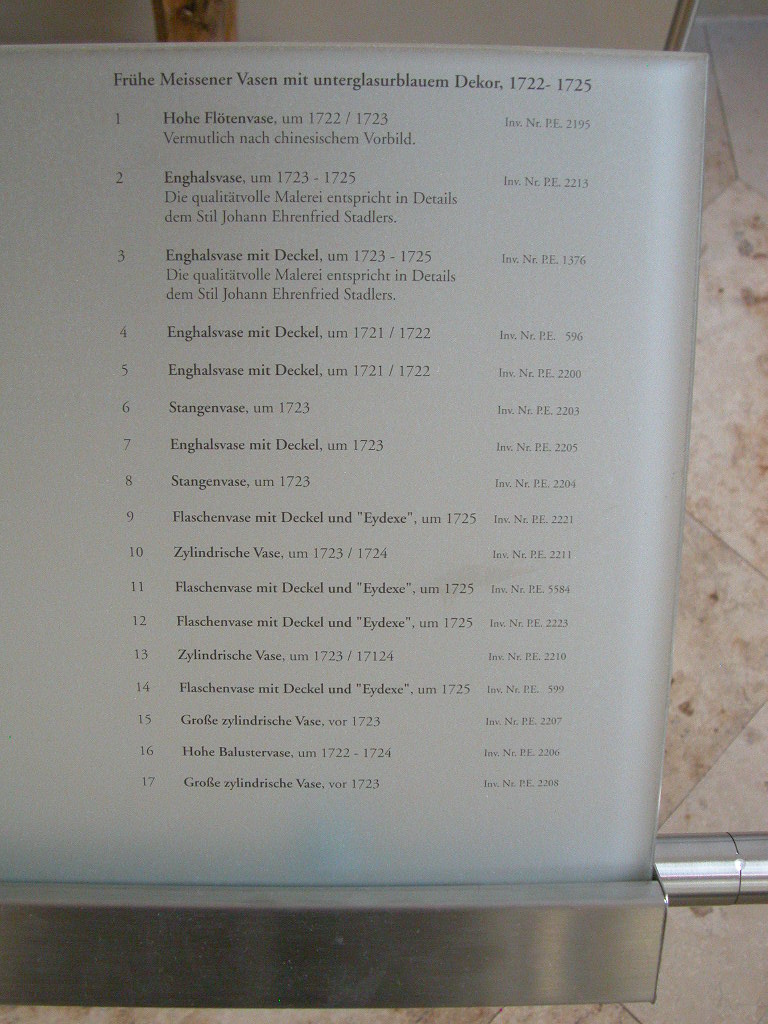 Frühe Meissener Vasen mit unterglasurblauem Dekor, 1722- 1725
1 Hohe Flötenvase, um 1722 / 1723 Inv. Nr. P.E. 2195
Vermutlich nach chinesischem Vorbild.
2 Enghalsvase, um 1723 - 1725 Inv. Nr. P.E. 2213
Die qualitätvolle Malerei entspricht in Details
dem Stil Johann Ehrenfried Stadlers.
3 Enghalsvase mit Deckel, um 1723 - 1725 Inv. Nr. P.E. 1376
Die qualitätvolle Malerei entspricht in Details
dem Stil Johann Ehrenfried Stadlers.
4 Enghalsvase mit Deckel, um 1721 / 1722 Inv. Nr. P.E. 596
5 Enghalsvase mit Deckel, um 1721 / 1722 Inv. Nr. P.E. 2200
6 Stangenvase, um 1723 Inv. Nr. P.E. 2203
7 Enghalsvase mit Deckel, um 1723 Inv. Nr. P.E. 2205
8 Stangenvase, um 1723 Inv. Nr. P.E. 2204
9 Flaschenvase mit Deckel und "Eydexe", um 1725 Inv. Nr. P.E. 2221
10 Zylindrische Vase, um 1723 / 1724 Inv. Nr. P.E. 2211
11 Flaschenvase mit Deckel und "Eydexe", um 1725 Inv. Nr. P.E. 5584
12 Flaschenvase mit Deckel und "Eydexe", um 1725 Inv. Nr. P.E. 2223
13 Zylindrische Vase, um 1723 / 17124 Inv. Nr. P.E. 2210
14 Flaschenvase mit Deckel und "Eydexe", um 1725 Inv. Nr. P.E. 599
15 Große zylindrische Vase, vor 1723 Inv. Nr. P.E. 2207
16 Hohe Balustervase, um 1722 - 1724 Inv. Nr. P.E. 2206
17 Große zylindrische Vase, vor 1723 Inv. Nr. P.E. 2208